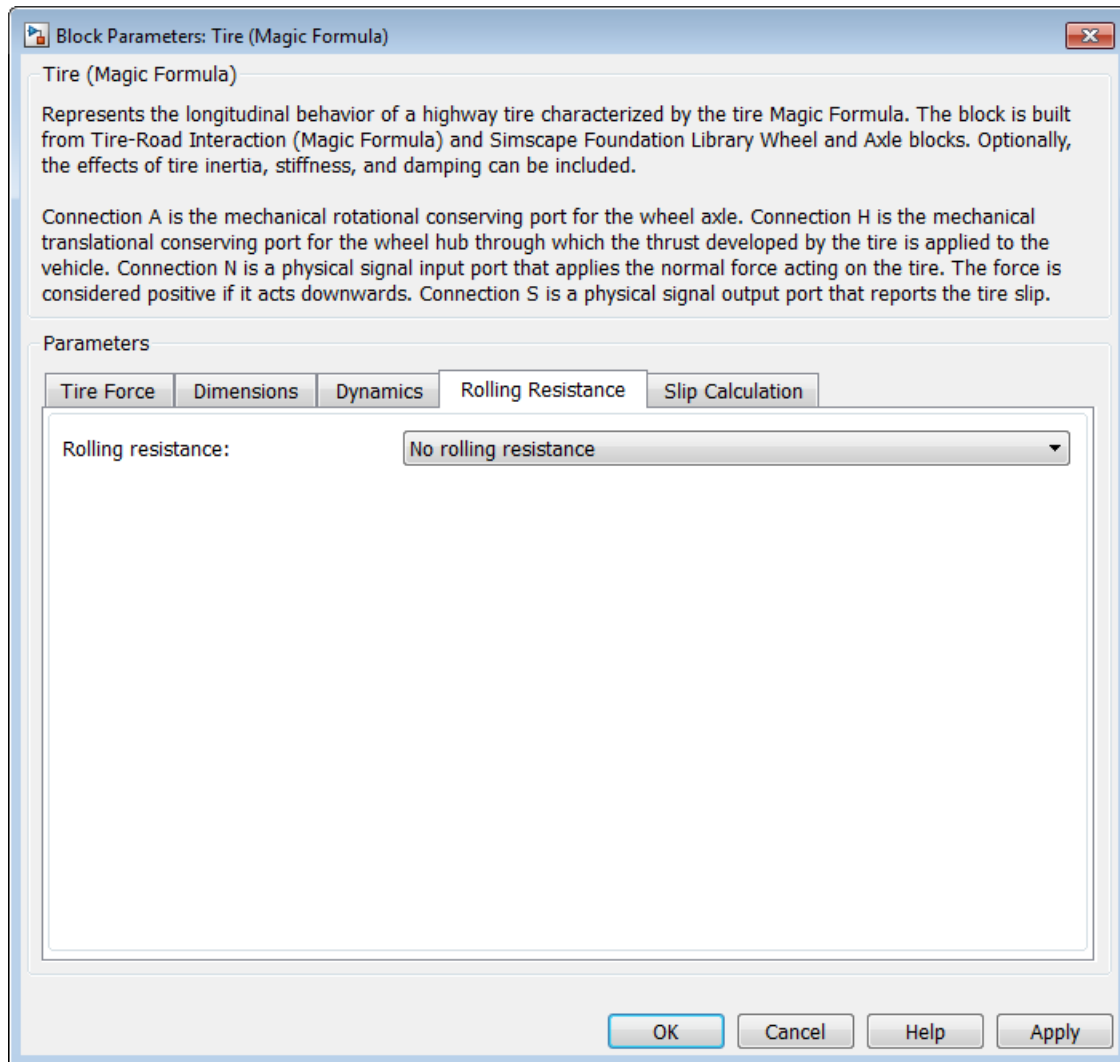 Block Parameters: Tire (Magic Formula)
Tire (Magic Formula)
Represents the longitudinal behavior of a highway tire characterized by the tire Magic Formula. The block is built
from Tire-Road Interaction (Magic Formula) and Simscape Foundation Library Wheel and Axle blocks. Optionally,
the effects of tire inertia, stiffness, and damping can be included.
Connection A is the mechanical rotational conserving port for the wheel axle. Connection H is the mechanical
translational conserving port for the wheel hub through which the thrust developed by the tire is applied to the
vehicle. Connection N is a physical signal input port that applies the normal force acting on the tire. The force is
considered positive if it acts downwards. Connection S is a physical signal output port that reports the tire slip.
Parameters
Tire Force Dimensions Dynamics Rolling Resistance Slip Calculation
Rolling resistance: No rolling resistance
OK Cancel Help Apply